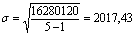 σ = √(16280120 / (5 − 1)) = 2017,43